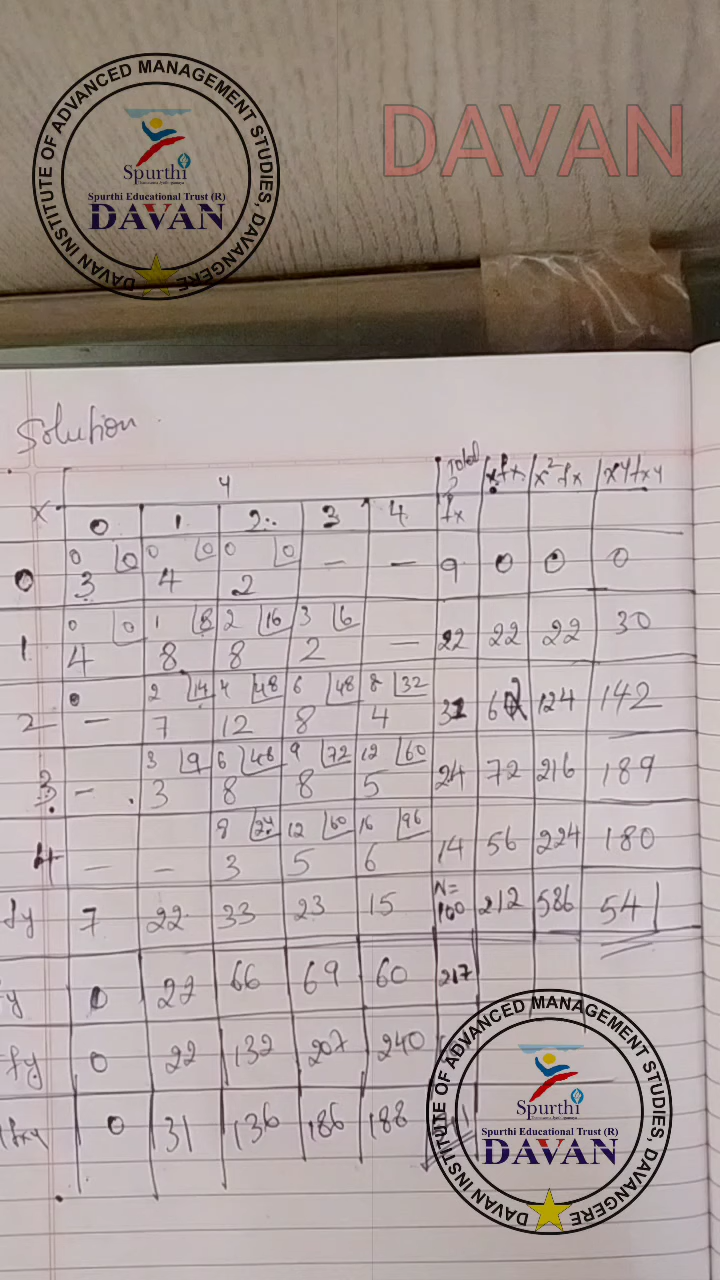 DAVAN INSTITUTE OF ADVANCED MANAGEMENT STUDIES, DAVANGERE
Spurthi
Spurthi Educational Trust (R)
DAVAN
DAVAN
Solution
y
Total
x
0 1 2 3 4 fx xfx x² fx xyfxy
0 0 0 0 0 0
0 3 4 2 — — 9 0 0 0
0 0 1 8 2 16 3 6
1 4 8 8 2 — 22 22 22 30
2 14 4 48 6 48 8 32
2 — 7 12 8 4 31 62 124 142
3 9 6 48 9 72 12 60
3 - 3 8 8 5 24 72 216 189
8 24 12 60 16 96
4 — — 3 5 6 14 56 224 180
fy 7 22 33 23 15 N=100 212 586 541
y 0 22 66 69 60 217
fy 0 22 132 207 240
fxy 0 31 136 186 188
DAVAN INSTITUTE OF ADVANCED MANAGEMENT STUDIES, DAVANGERE
Spurthi
Spurthi Educational Trust (R)
DAVAN